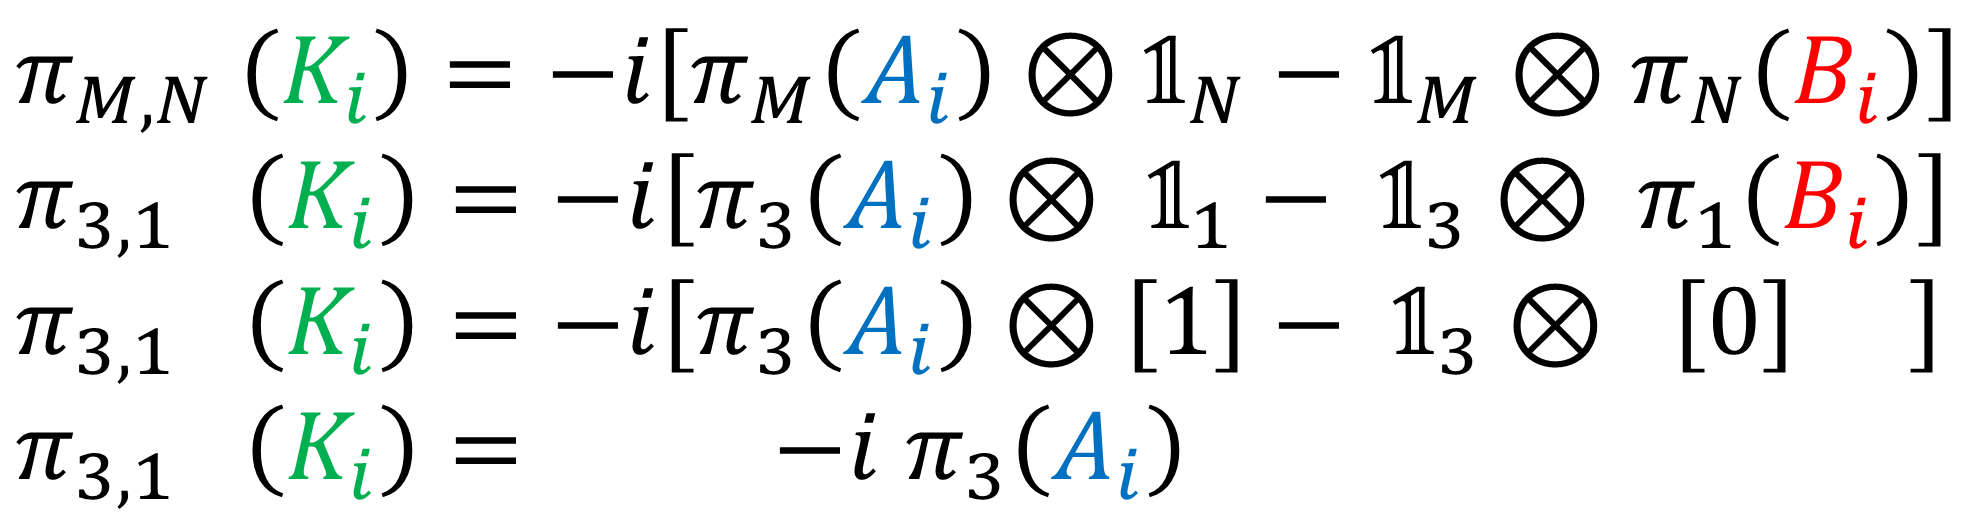 π_{M,N} (K_i) = −i[π_M(A_i) ⊗ 𝟙_N − 𝟙_M ⊗ π_N(B_i)]
π_{3,1} (K_i) = −i[π_3(A_i) ⊗ 𝟙_1 − 𝟙_3 ⊗ π_1(B_i)]
π_{3,1} (K_i) = −i[π_3(A_i) ⊗ [1] − 𝟙_3 ⊗ [0] ]
π_{3,1} (K_i) = −i π_3(A_i)